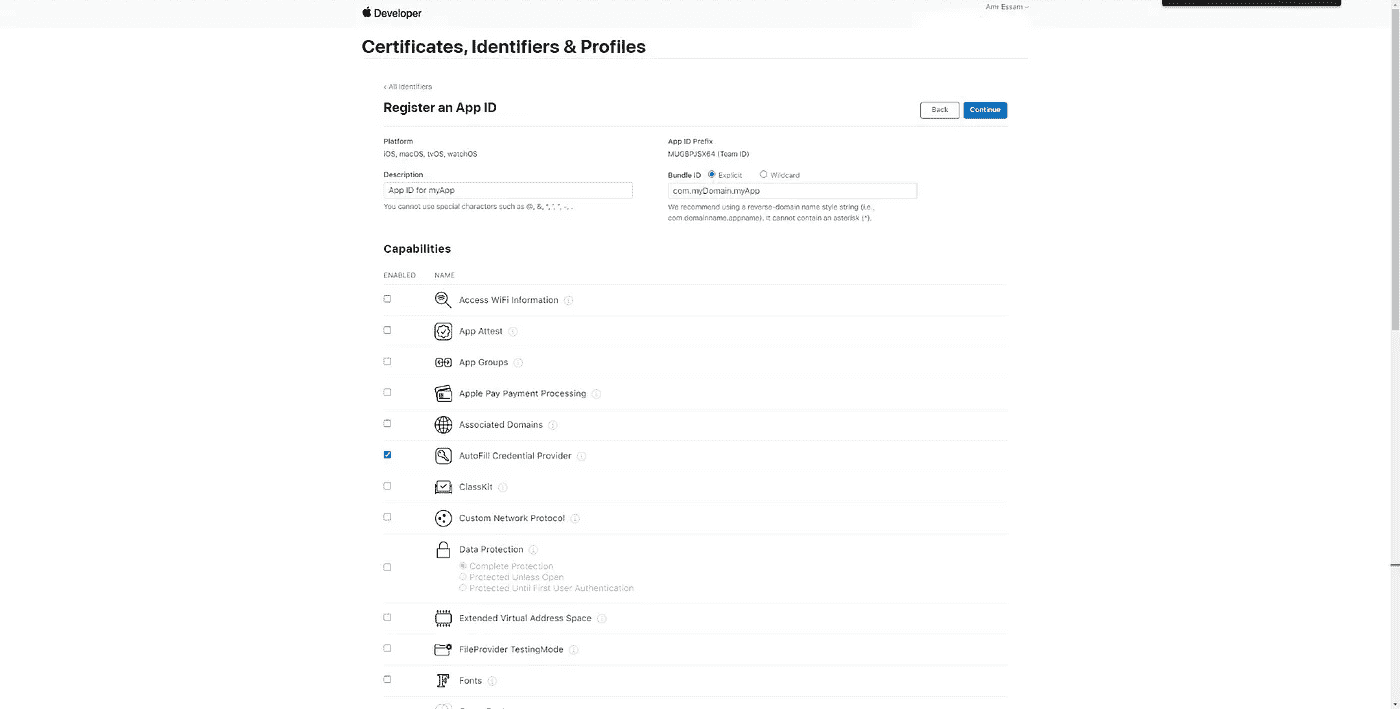 Developer
Amr Essam
Certificates, Identifiers & Profiles
‹ All Identifiers
Register an App ID
Back
Continue
Platform
iOS, macOS, tvOS, watchOS
App ID Prefix
(Team ID)
Description
App ID for myApp
You cannot use special characters such as @, &, *, ', ", -, .
Bundle ID Explicit Wildcard
com.myDomain.myApp
We recommend using a reverse-domain name style string (i.e.,
com.domainname.appname). It cannot contain an asterisk (*).
Capabilities
ENABLED NAME
Access WiFi Information
App Attest
App Groups
Apple Pay Payment Processing
Associated Domains
AutoFill Credential Provider
ClassKit
Custom Network Protocol
Data Protection
Complete Protection
Protected Unless Open
Protected Until First User Authentication
Extended Virtual Address Space
FileProvider TestingMode
Fonts